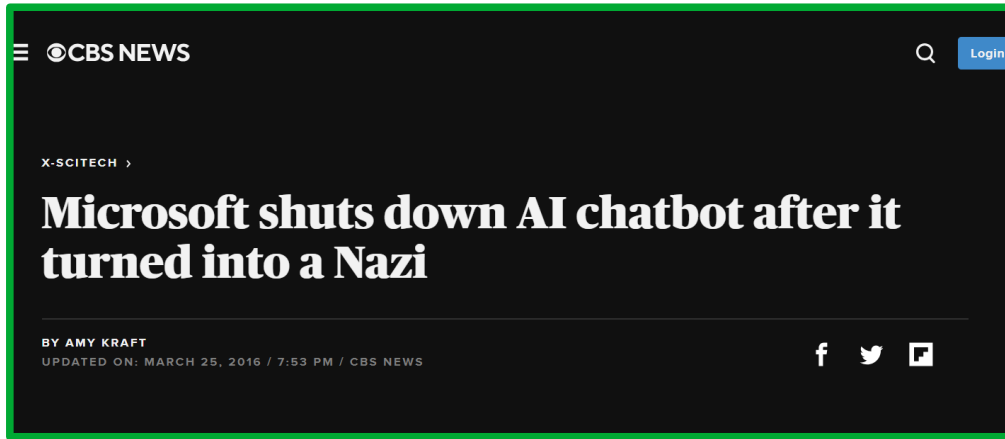 CBS NEWS
Login
X-SCITECH >
Microsoft shuts down AI chatbot after it
turned into a Nazi
BY AMY KRAFT
UPDATED ON: MARCH 25, 2016 / 7:53 PM / CBS NEWS